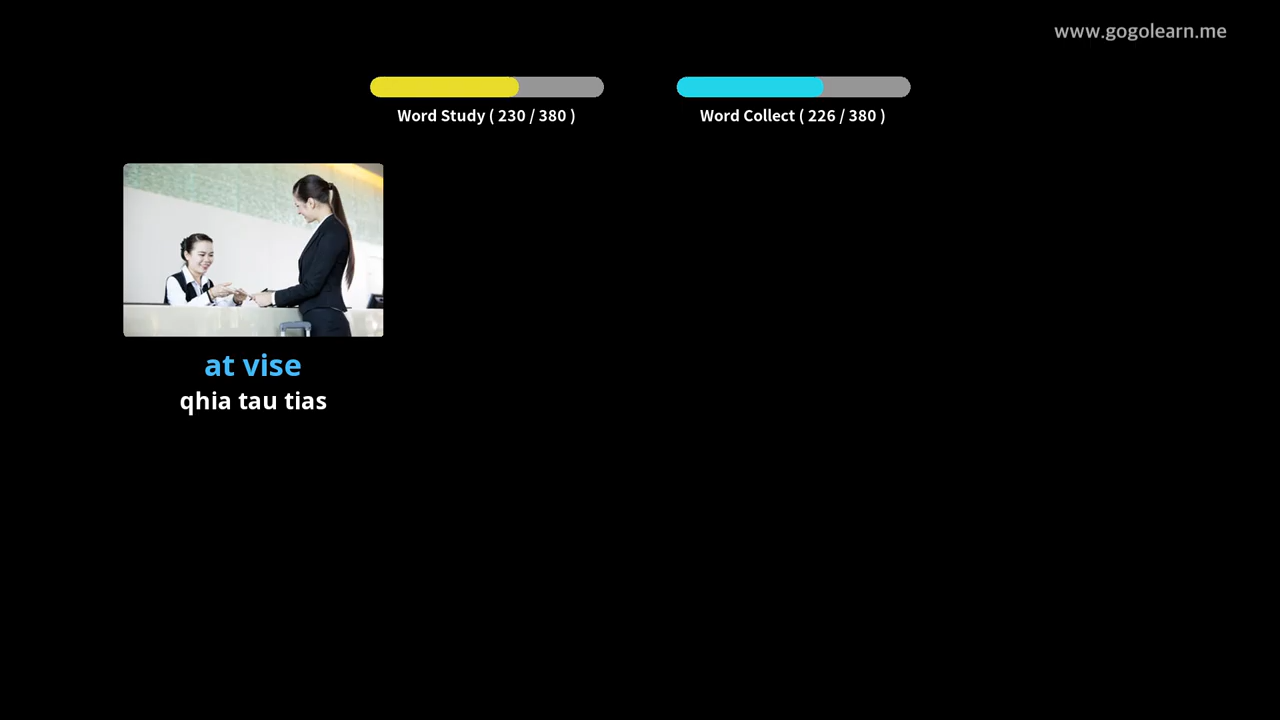 www.gogolearn.me
Word Study ( 230 / 380 )
Word Collect ( 226 / 380 )
at vise
qhia tau tias